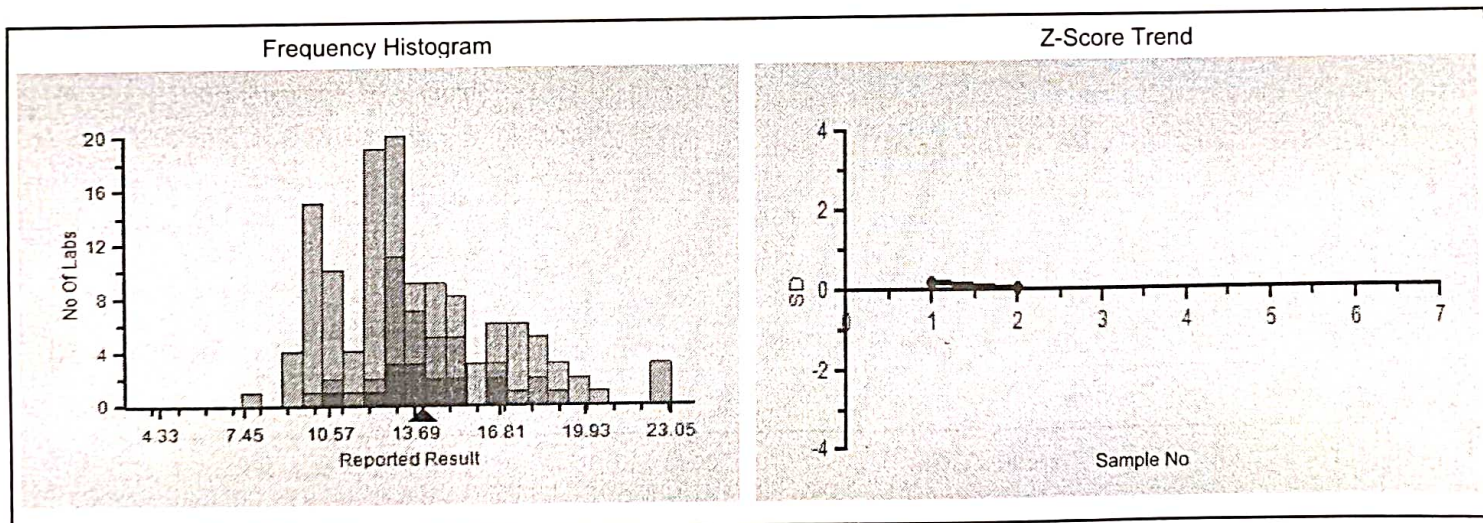 Frequency Histogram
20
16
12
8
4
0
No Of Labs
4.33 7.45 10.57 13.69 16.81 19.93 23.05
Reported Result
Z-Score Trend
4
2
0
-2
-4
SD
0 1 2 3 4 5 6 7
Sample No